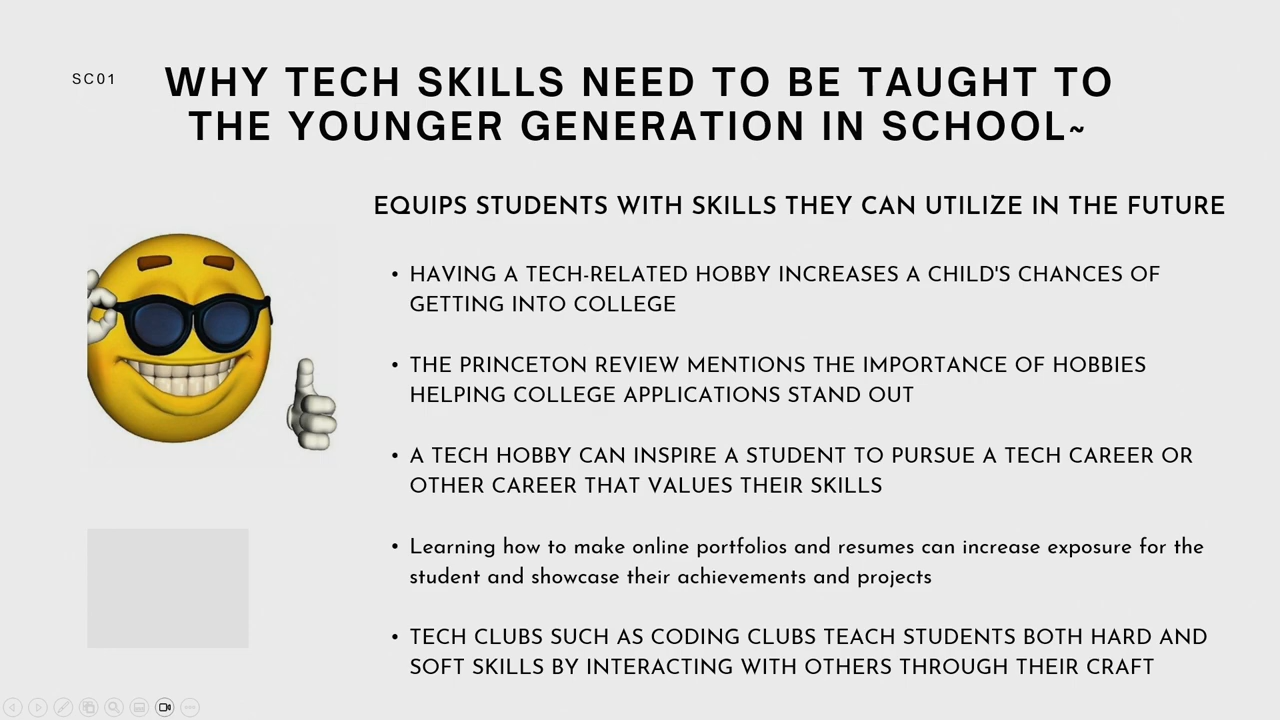 SC01
WHY TECH SKILLS NEED TO BE TAUGHT TO
THE YOUNGER GENERATION IN SCHOOL~
EQUIPS STUDENTS WITH SKILLS THEY CAN UTILIZE IN THE FUTURE
• HAVING A TECH-RELATED HOBBY INCREASES A CHILD'S CHANCES OF
GETTING INTO COLLEGE
• THE PRINCETON REVIEW MENTIONS THE IMPORTANCE OF HOBBIES
HELPING COLLEGE APPLICATIONS STAND OUT
• A TECH HOBBY CAN INSPIRE A STUDENT TO PURSUE A TECH CAREER OR
OTHER CAREER THAT VALUES THEIR SKILLS
• Learning how to make online portfolios and resumes can increase exposure for the
student and showcase their achievements and projects
• TECH CLUBS SUCH AS CODING CLUBS TEACH STUDENTS BOTH HARD AND
SOFT SKILLS BY INTERACTING WITH OTHERS THROUGH THEIR CRAFT